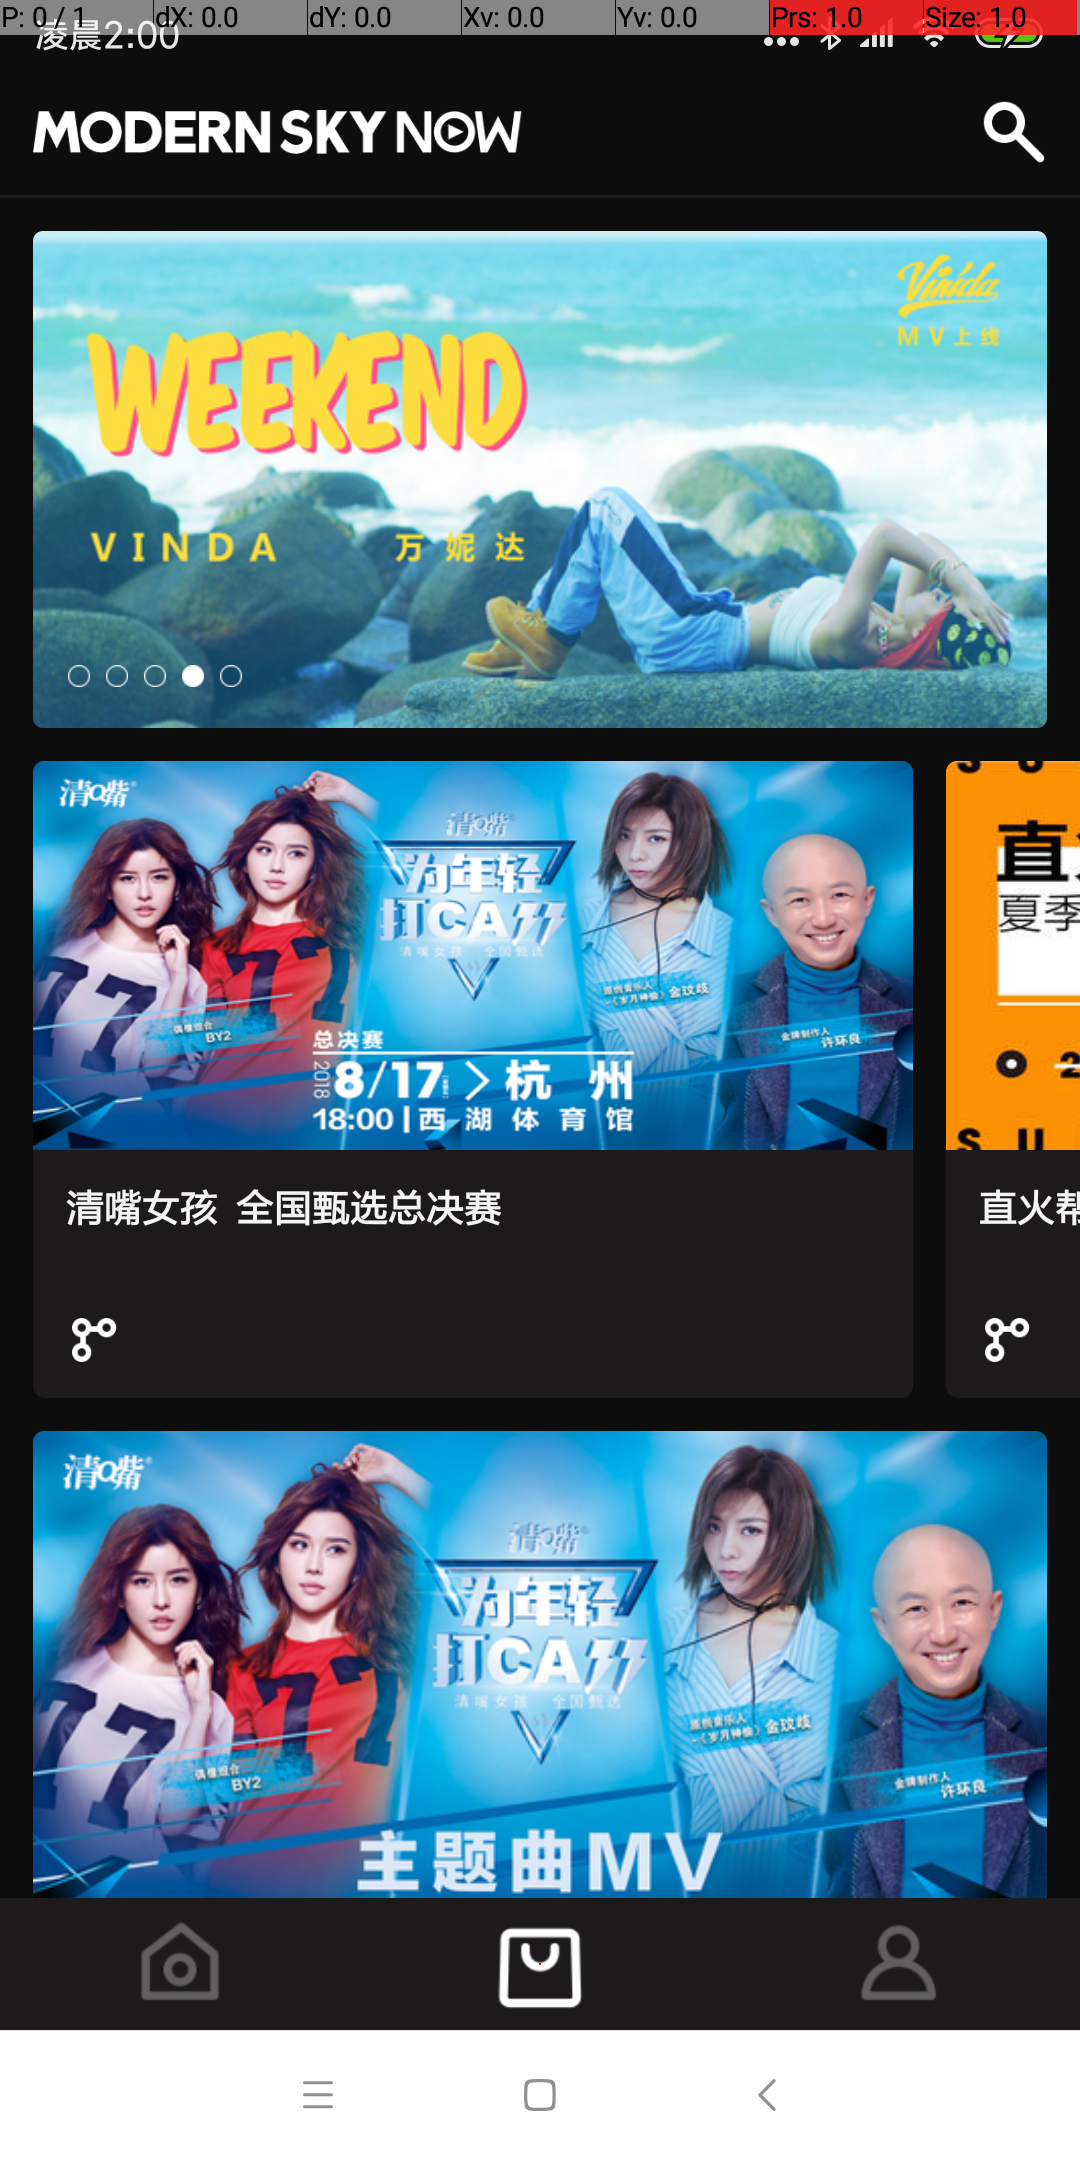 P: 0 / 1
dX: 0.0
dY: 0.0
Xv: 0.0
Yv: 0.0
Prs: 1.0
Size: 1.0
凌晨2:00
MODERN SKY NOW
Vinida
MV上线
WEEKEND
VINDA 万妮达
清嘴
清嘴
为年轻
打CA
清嘴女孩 全国甄选
原创音乐人
《岁月神偷》金玟岐
偶像组合
BY2
金牌制作人
许环良
总决赛
2018
8/17 > 杭州
18:00 | 西湖体育馆
清嘴女孩 全国甄选总决赛
直火
夏季
S U
直火帮
清嘴
清嘴
为年轻
打CA
清嘴女孩 全国甄选
原创音乐人
《岁月神偷》金玟岐
偶像组合
BY2
金牌制作人
许环良
主题曲MV